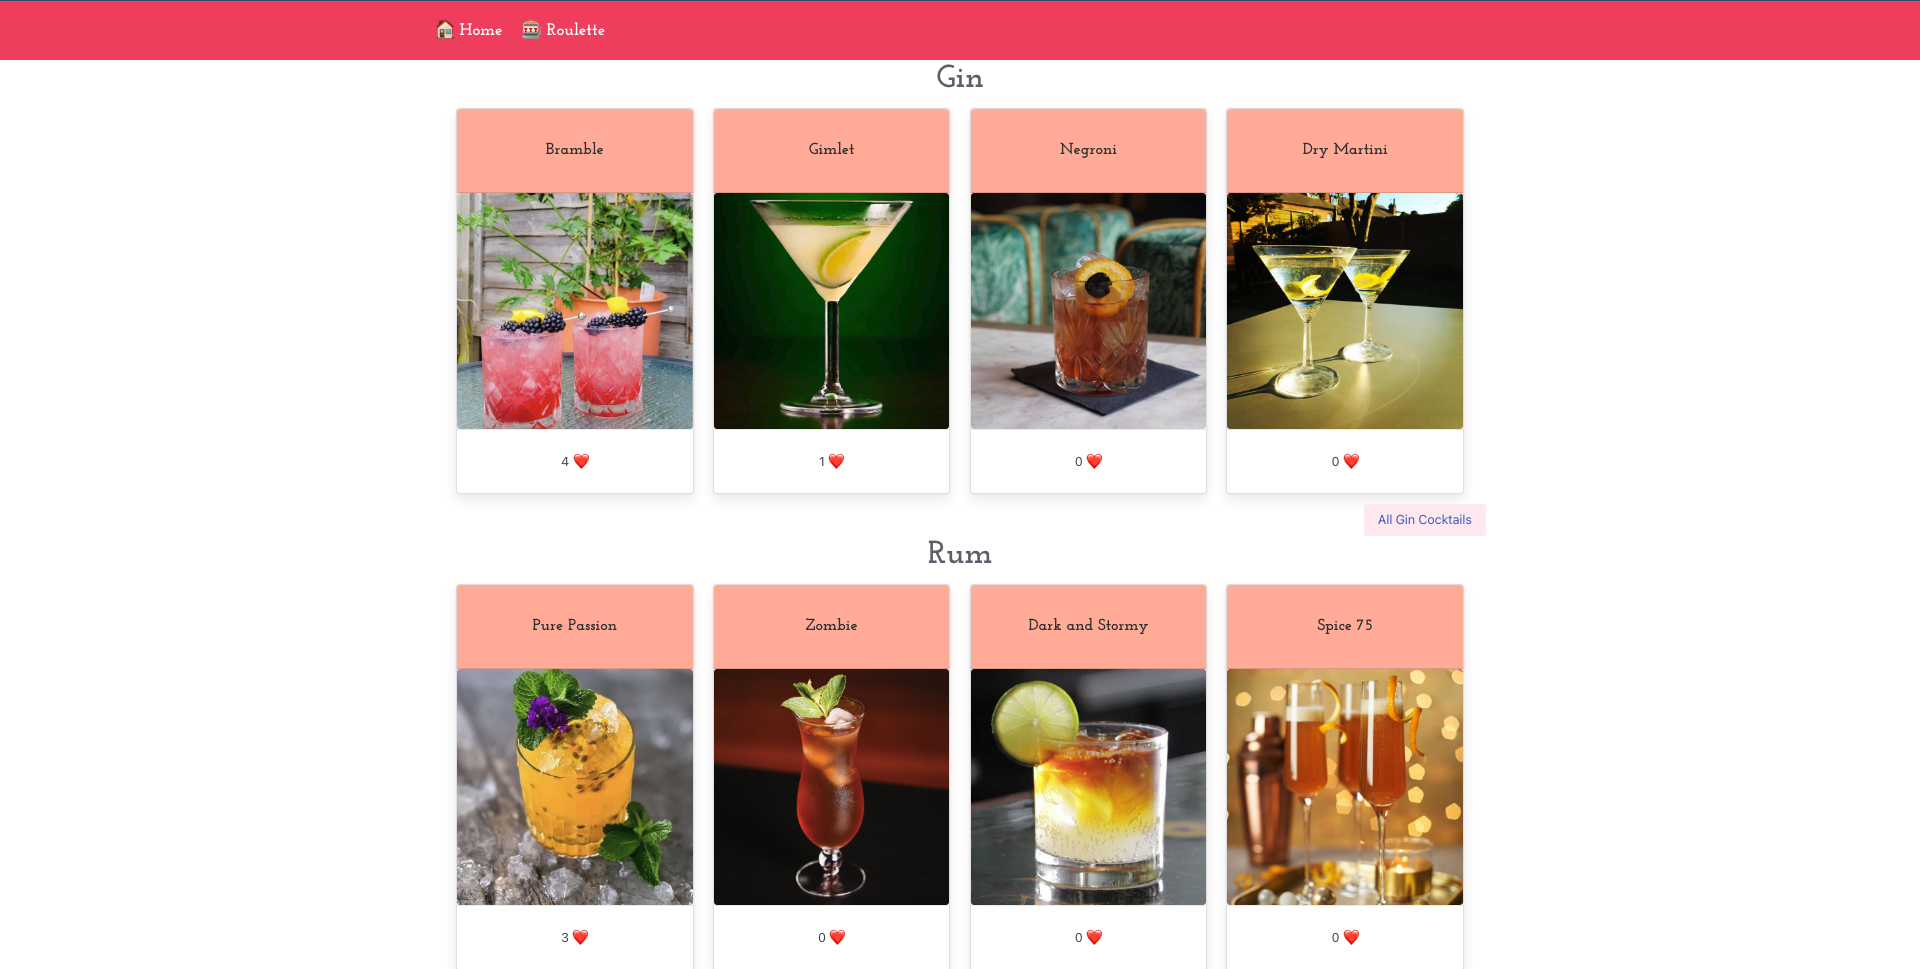 🏠 Home 🎰 Roulette
Gin
Bramble Gimlet Negroni Dry Martini
4 ❤️ 1 ❤️ 0 ❤️ 0 ❤️
All Gin Cocktails
Rum
Pure Passion Zombie Dark and Stormy Spice 75
3 ❤️ 0 ❤️ 0 ❤️ 0 ❤️